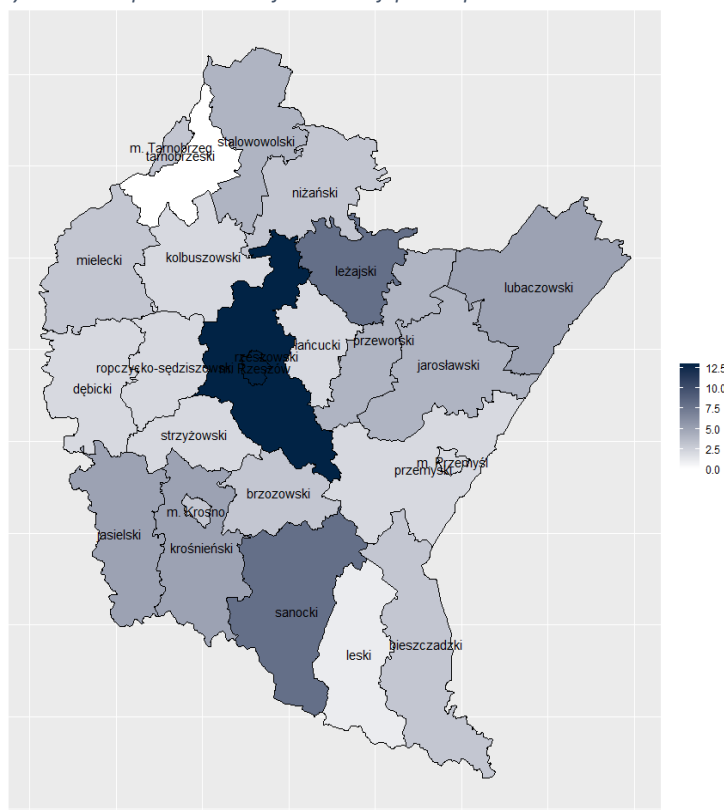 m. Tarnobrzeg
tarnobrzeski
stalowowolski
niżański
mielecki
kolbuszowski
leżajski
lubaczowski
rzeszowski
m. Rzeszów
łańcucki
przeworski
jarosławski
ropczycko-sędziszowski
dębicki
strzyżowski
przemyski
m. Przemyśl
brzozowski
m. Krosno
jasielski
krośnieński
sanocki
leski
bieszczadzki
12.5
10.0
7.5
5.0
2.5
0.0